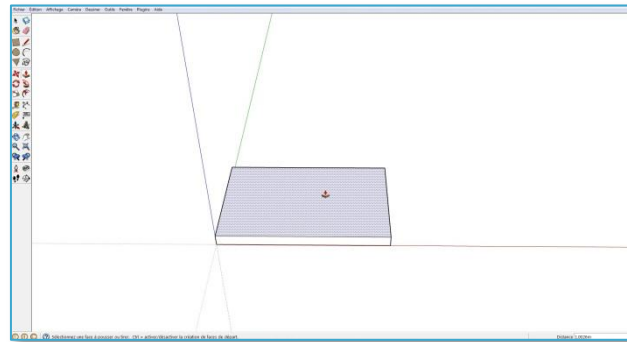 Fichier Edition Affichage Caméra Dessiner Outils Fenêtre Plugins Aide
Sélectionnez une face à pousser ou tirer. Ctrl = activer/désactiver la création de faces de départ.
Distance